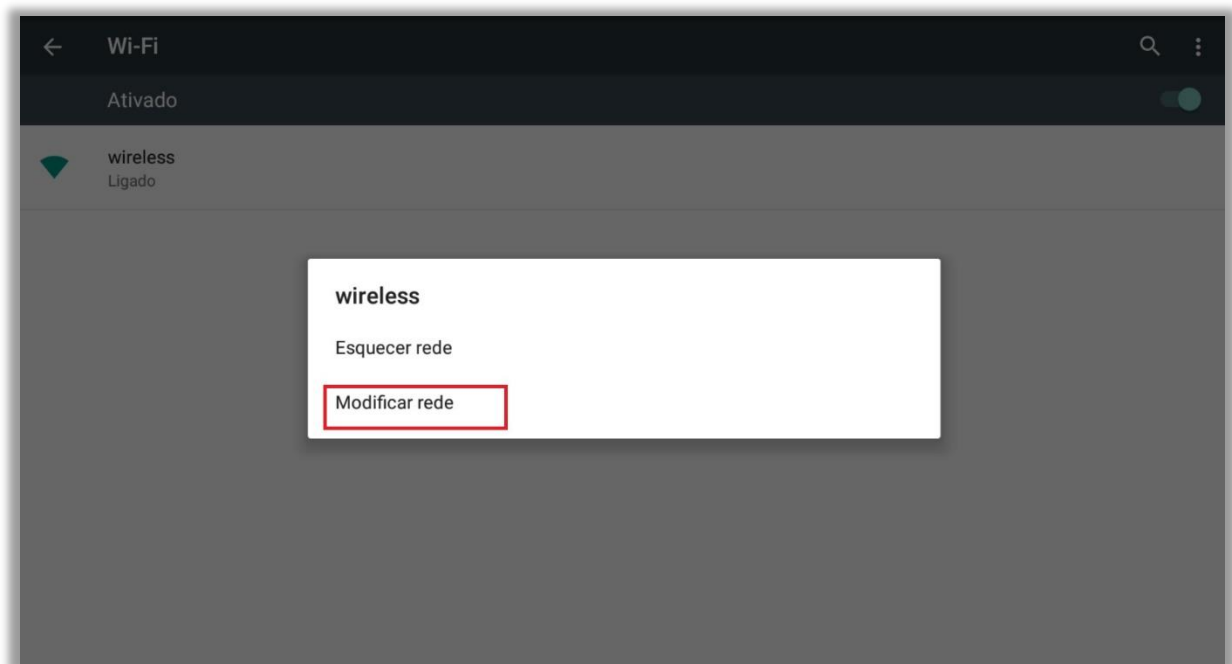 Wi-Fi
Ativado
wireless
Ligado
wireless
Esquecer rede
Modificar rede